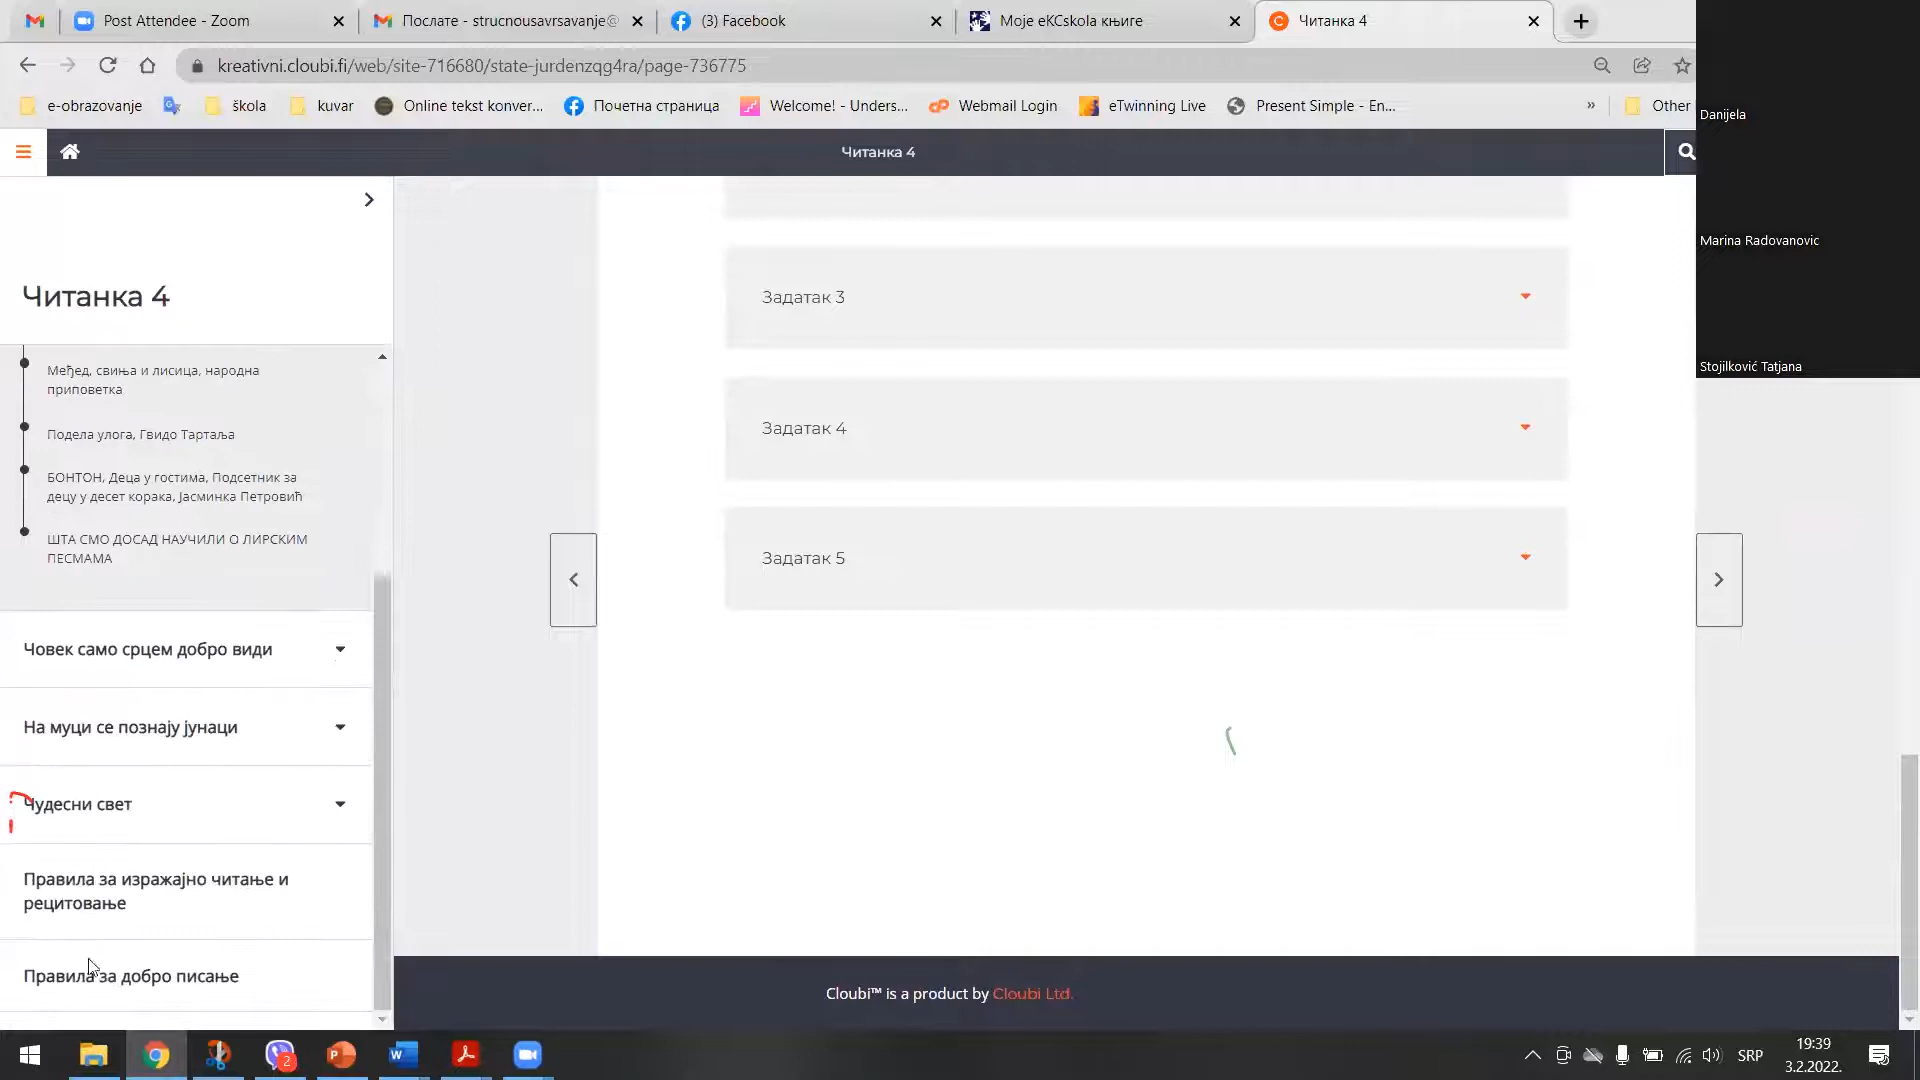 Post Attendee - Zoom
Послате - strucnousavrsavanje@
(3) Facebook
Моје eKCskola књиге
Читанка 4
kreativni.cloubi.fi/web/site-716680/state-jurdenzqg4ra/page-736775
e-obrazovanje
škola
kuvar
Online tekst konver...
Почетна страница
Welcome! - Unders...
Webmail Login
eTwinning Live
Present Simple - En...
»
Other
Danijela
Marina Radovanovic
Stojilković Tatjana
Читанка 4
Читанка 4
Међед, свиња и лисица, народна
приповетка
Подела улога, Гвидо Тартаља
БОНТОН, Деца у гостима, Подсетник за
децу у десет корака, Јасминка Петровић
ШТА СМО ДОСАД НАУЧИЛИ О ЛИРСКИМ
ПЕСМАМА
Човек само срцем добро види
На муци се познају јунаци
Чудесни свет
Правила за изражајно читање и
рецитовање
Правила за добро писање
Задатак 3
Задатак 4
Задатак 5
Cloubi™ is a product by Cloubi Ltd.
2
SRP
19:39
3.2.2022.